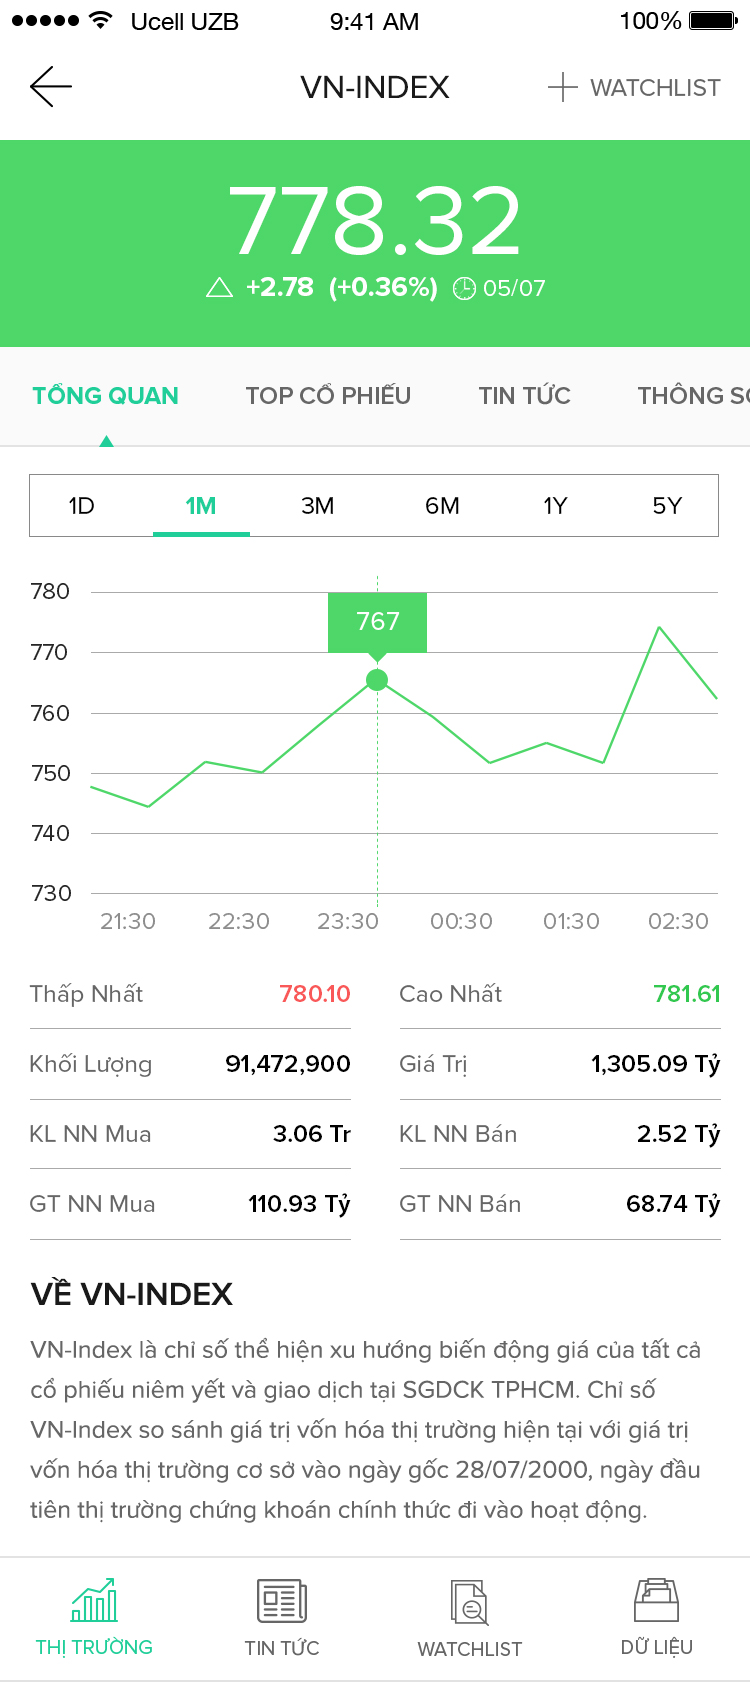 Ucell UZB 9:41 AM 100%
VN-INDEX WATCHLIST
778.32
+2.78 (+0.36%) 05/07
TỔNG QUAN TOP CỔ PHIẾU TIN TỨC THÔNG SỐ
1D 1M 3M 6M 1Y 5Y
780
767
770
760
750
740
730
21:30 22:30 23:30 00:30 01:30 02:30
Thấp Nhất 780.10 Cao Nhất 781.61
Khối Lượng 91,472,900 Giá Trị 1,305.09 Tỷ
KL NN Mua 3.06 Tr KL NN Bán 2.52 Tỷ
GT NN Mua 110.93 Tỷ GT NN Bán 68.74 Tỷ
VỀ VN-INDEX
VN-Index là chỉ số thể hiện xu hướng biến động giá của tất cả
cổ phiếu niêm yết và giao dịch tại SGDCK TPHCM. Chỉ số
VN-Index so sánh giá trị vốn hóa thị trường hiện tại với giá trị
vốn hóa thị trường cơ sở vào ngày gốc 28/07/2000, ngày đầu
tiên thị trường chứng khoán chính thức đi vào hoạt động.
THỊ TRƯỜNG TIN TỨC WATCHLIST DỮ LIỆU